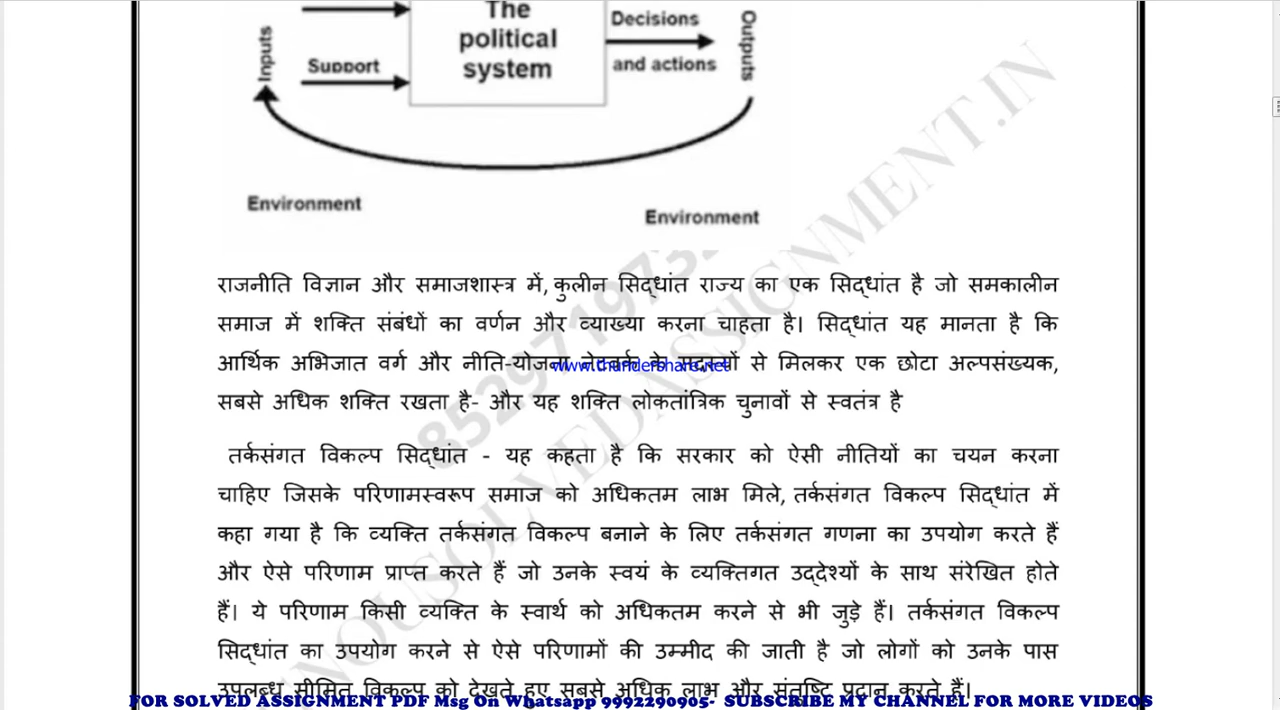 The
political
system
Inputs
Support
Decisions
and actions
Outputs
Environment
Environment
राजनीति विज्ञान और समाजशास्त्र में, कुलीन सिद्धांत राज्य का एक सिद्धांत है जो समकालीन
समाज में शक्ति संबंधों का वर्णन और व्याख्या करना चाहता है। सिद्धांत यह मानता है कि
आर्थिक अभिजात वर्ग और नीति-योजना नेटवर्क के सदस्यों से मिलकर एक छोटा अल्पसंख्यक,
www.thundershare.net
सबसे अधिक शक्ति रखता है- और यह शक्ति लोकतांत्रिक चुनावों से स्वतंत्र है
तर्कसंगत विकल्प सिद्धांत - यह कहता है कि सरकार को ऐसी नीतियों का चयन करना
चाहिए जिसके परिणामस्वरूप समाज को अधिकतम लाभ मिले, तर्कसंगत विकल्प सिद्धांत में
कहा गया है कि व्यक्ति तर्कसंगत विकल्प बनाने के लिए तर्कसंगत गणना का उपयोग करते हैं
और ऐसे परिणाम प्राप्त करते हैं जो उनके स्वयं के व्यक्तिगत उद्देश्यों के साथ संरेखित होते
हैं। ये परिणाम किसी व्यक्ति के स्वार्थ को अधिकतम करने से भी जुड़े हैं। तर्कसंगत विकल्प
सिद्धांत का उपयोग करने से ऐसे परिणामों की उम्मीद की जाती है जो लोगों को उनके पास
उपलब्ध सीमित विकल्प को देखते हुए सबसे अधिक लाभ और संतुष्टि प्रदान करते हैं।
NOUSOLVEDASSIGNMENT.IN
FOR SOLVED ASSIGNMENT PDF Msg On Whatsapp 9992290905- SUBSCRIBE MY CHANNEL FOR MORE VIDEOS